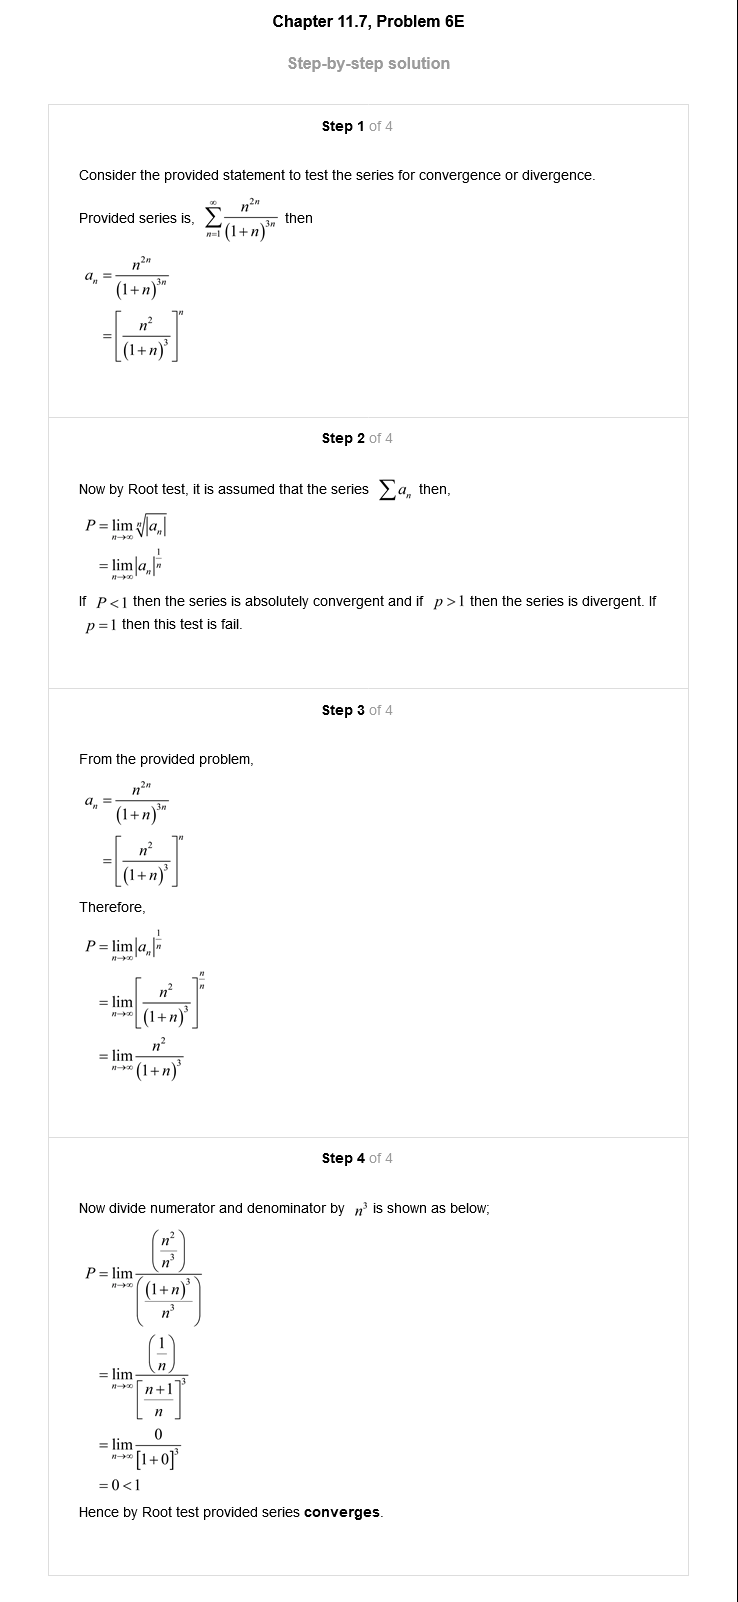 Chapter 11.7, Problem 6E
Step-by-step solution
Step 1 of 4
Consider the provided statement to test the series for convergence or divergence.
Provided series is, $\sum_{n=1}^{\infty} \frac{n^{2n}}{(1+n)^{3n}}$ then
$a_n = \frac{n^{2n}}{(1+n)^{3n}}$
$= \left[\frac{n^2}{(1+n)^3}\right]^n$
Step 2 of 4
Now by Root test, it is assumed that the series $\sum a_n$ then,
$P = \lim_{n\to\infty} \sqrt[n]{|a_n|}$
$= \lim_{n\to\infty} |a_n|^{\frac{1}{n}}$
If $P < 1$ then the series is absolutely convergent and if $p > 1$ then the series is divergent. If
$p = 1$ then this test is fail.
Step 3 of 4
From the provided problem,
$a_n = \frac{n^{2n}}{(1+n)^{3n}}$
$= \left[\frac{n^2}{(1+n)^3}\right]^n$
Therefore,
$P = \lim_{n\to\infty} |a_n|^{\frac{1}{n}}$
$= \lim_{n\to\infty} \left[\frac{n^2}{(1+n)^3}\right]^{\frac{n}{n}}$
$= \lim_{n\to\infty} \frac{n^2}{(1+n)^3}$
Step 4 of 4
Now divide numerator and denominator by $n^3$ is shown as below;
$P = \lim_{n\to\infty} \frac{\left(\frac{n^2}{n^3}\right)}{\left(\frac{(1+n)^3}{n^3}\right)}$
$= \lim_{n\to\infty} \frac{\left(\frac{1}{n}\right)}{\left[\frac{n+1}{n}\right]^3}$
$= \lim_{n\to\infty} \frac{0}{[1+0]^3}$
$= 0 < 1$
Hence by Root test provided series converges.